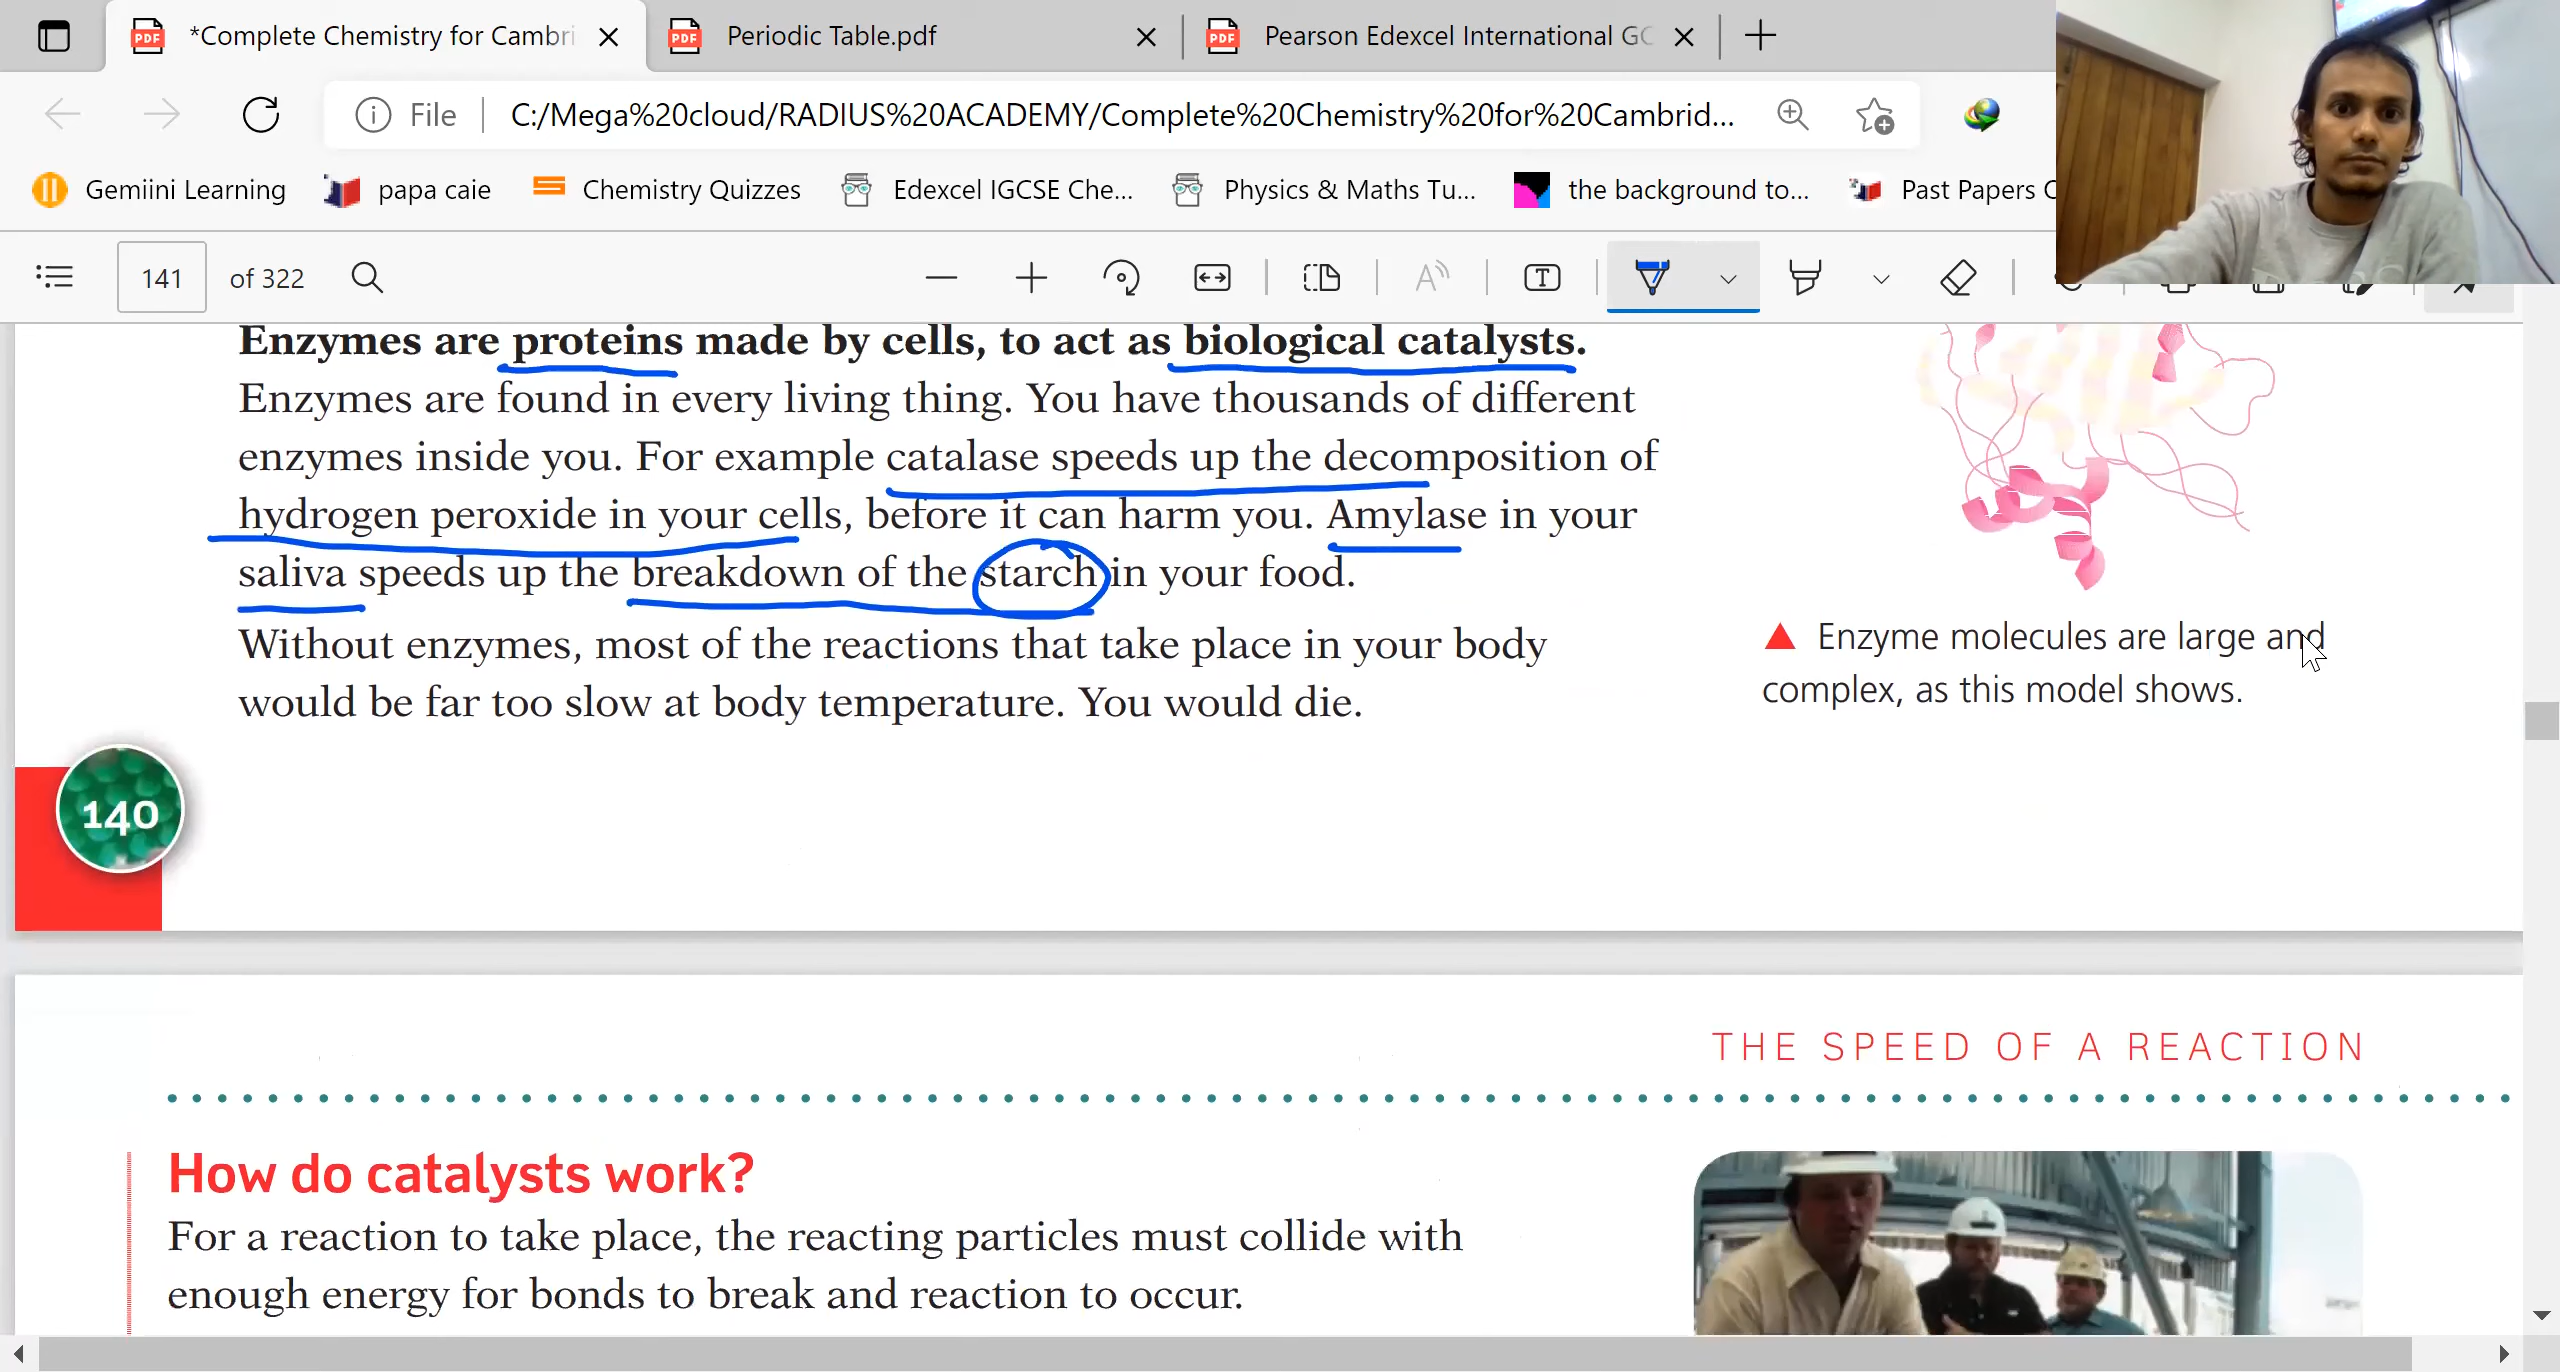 *Complete Chemistry for Cambri
Periodic Table.pdf
Pearson Edexcel International GC
File
C:/Mega%20cloud/RADIUS%20ACADEMY/Complete%20Chemistry%20for%20Cambrid...
Gemiini Learning
papa caie
Chemistry Quizzes
Edexcel IGCSE Che...
Physics & Maths Tu...
the background to...
Past Papers C
141 of 322
Enzymes are proteins made by cells, to act as biological catalysts.
Enzymes are found in every living thing. You have thousands of different
enzymes inside you. For example catalase speeds up the decomposition of
hydrogen peroxide in your cells, before it can harm you. Amylase in your
saliva speeds up the breakdown of the starch in your food.
Without enzymes, most of the reactions that take place in your body
would be far too slow at body temperature. You would die.
Enzyme molecules are large and
complex, as this model shows.
140
THE SPEED OF A REACTION
How do catalysts work?
For a reaction to take place, the reacting particles must collide with
enough energy for bonds to break and reaction to occur.